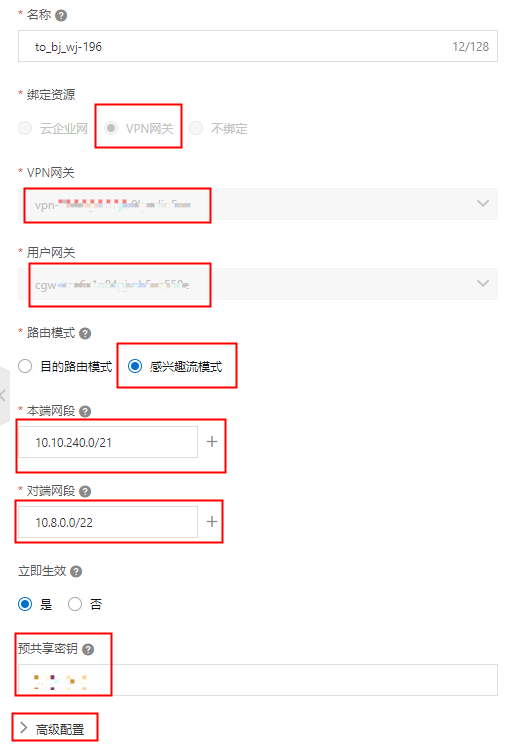 * 名称
to_bj_wj-196 12/128
* 绑定资源
云企业网 VPN网关 不绑定
* VPN网关
vpn-
* 用户网关
cgw-
* 路由模式
目的路由模式 感兴趣流模式
* 本端网段
10.10.240.0/21
* 对端网段
10.8.0.0/22
立即生效
是 否
预共享密钥
高级配置